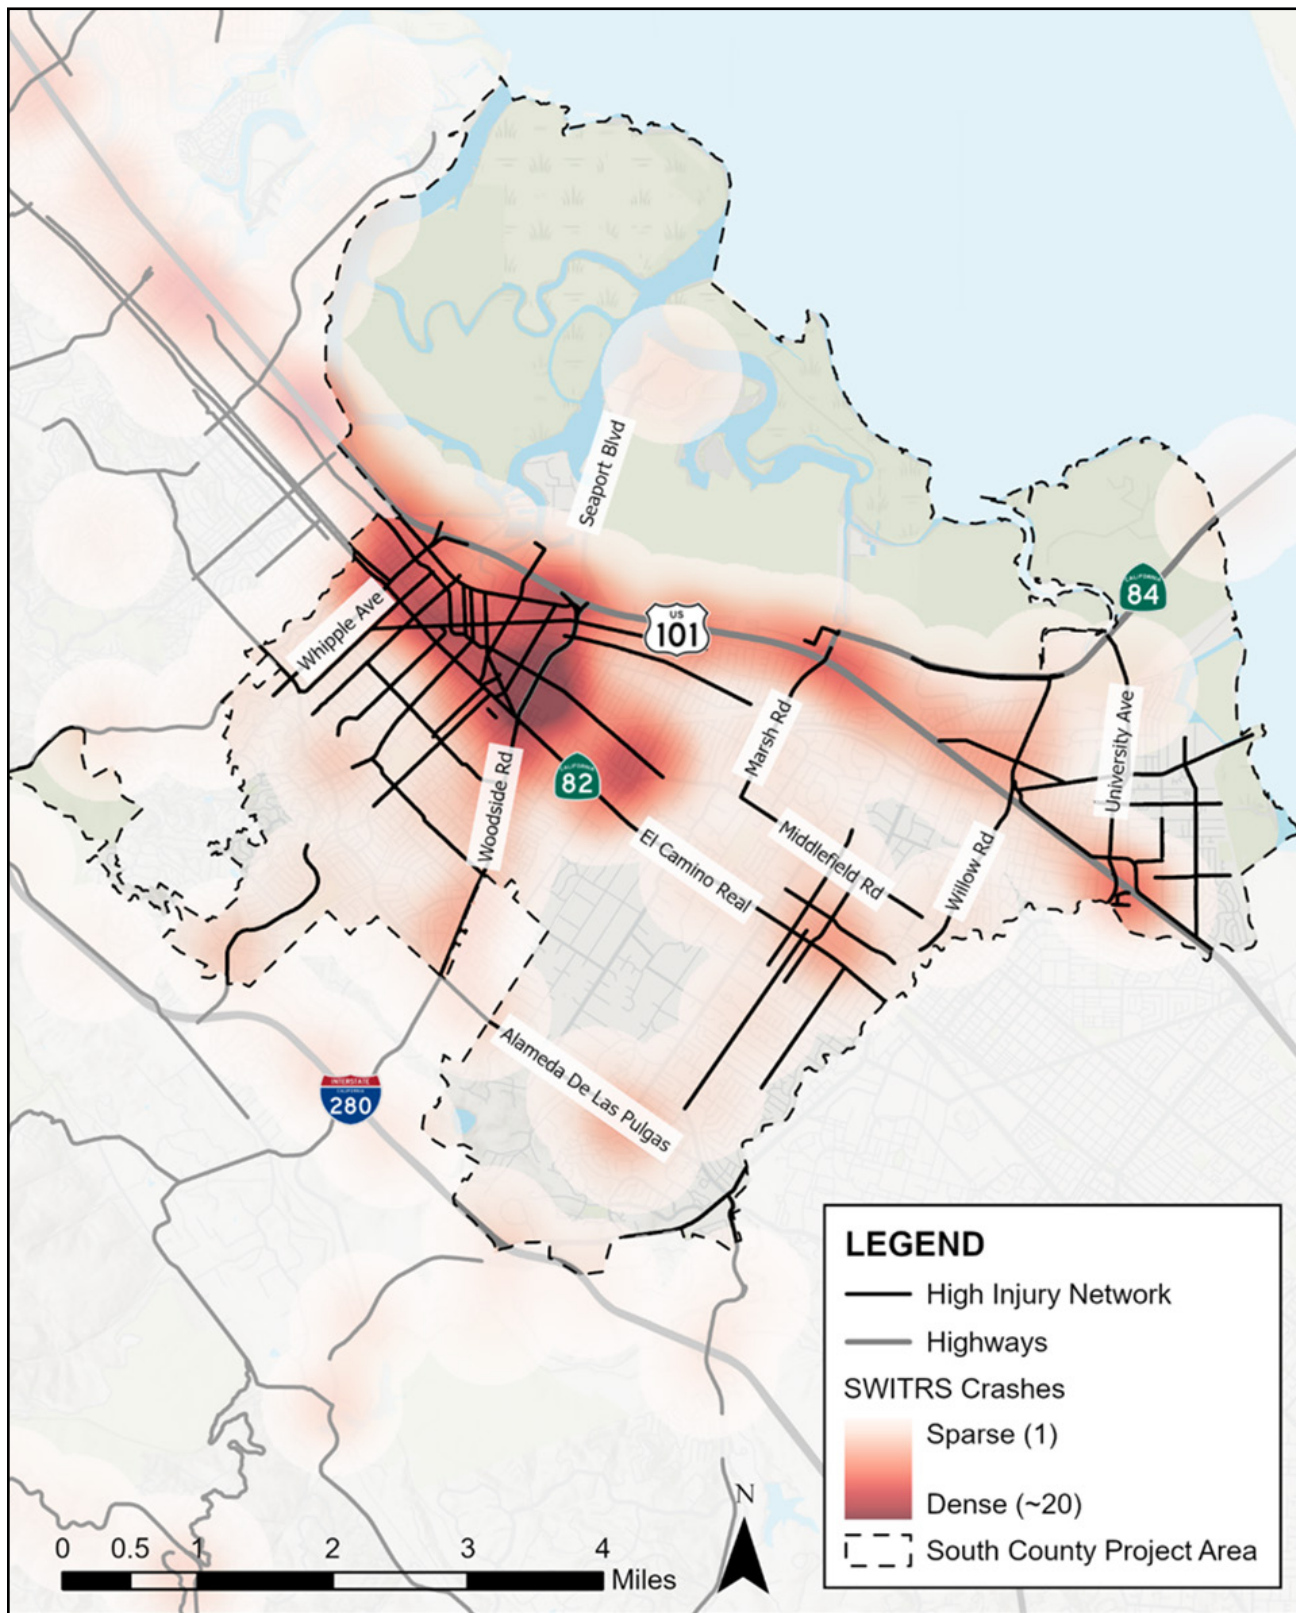 Seaport Blvd
CALIFORNIA
84
US
101
Whipple Ave
Marsh Rd
University Ave
CALIFORNIA
82
Woodside Rd
Middlefield Rd
El Camino Real
Willow Rd
Alameda De Las Pulgas
INTERSTATE
CALIFORNIA
280
LEGEND
High Injury Network
Highways
SWITRS Crashes
Sparse (1)
Dense (~20)
South County Project Area
N
0 0.5 1 2 3 4
Miles